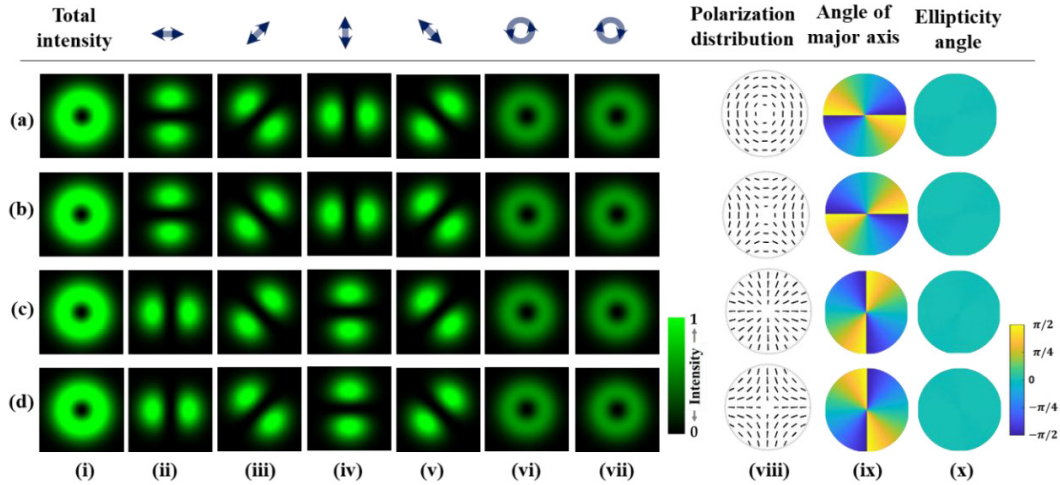 Total intensity
Polarization distribution
Angle of major axis
Ellipticity angle
(a)
(b)
(c)
(d)
1
Intensity
0
π/2
π/4
0
−π/4
−π/2
(i) (ii) (iii) (iv) (v) (vi) (vii) (viii) (ix) (x)